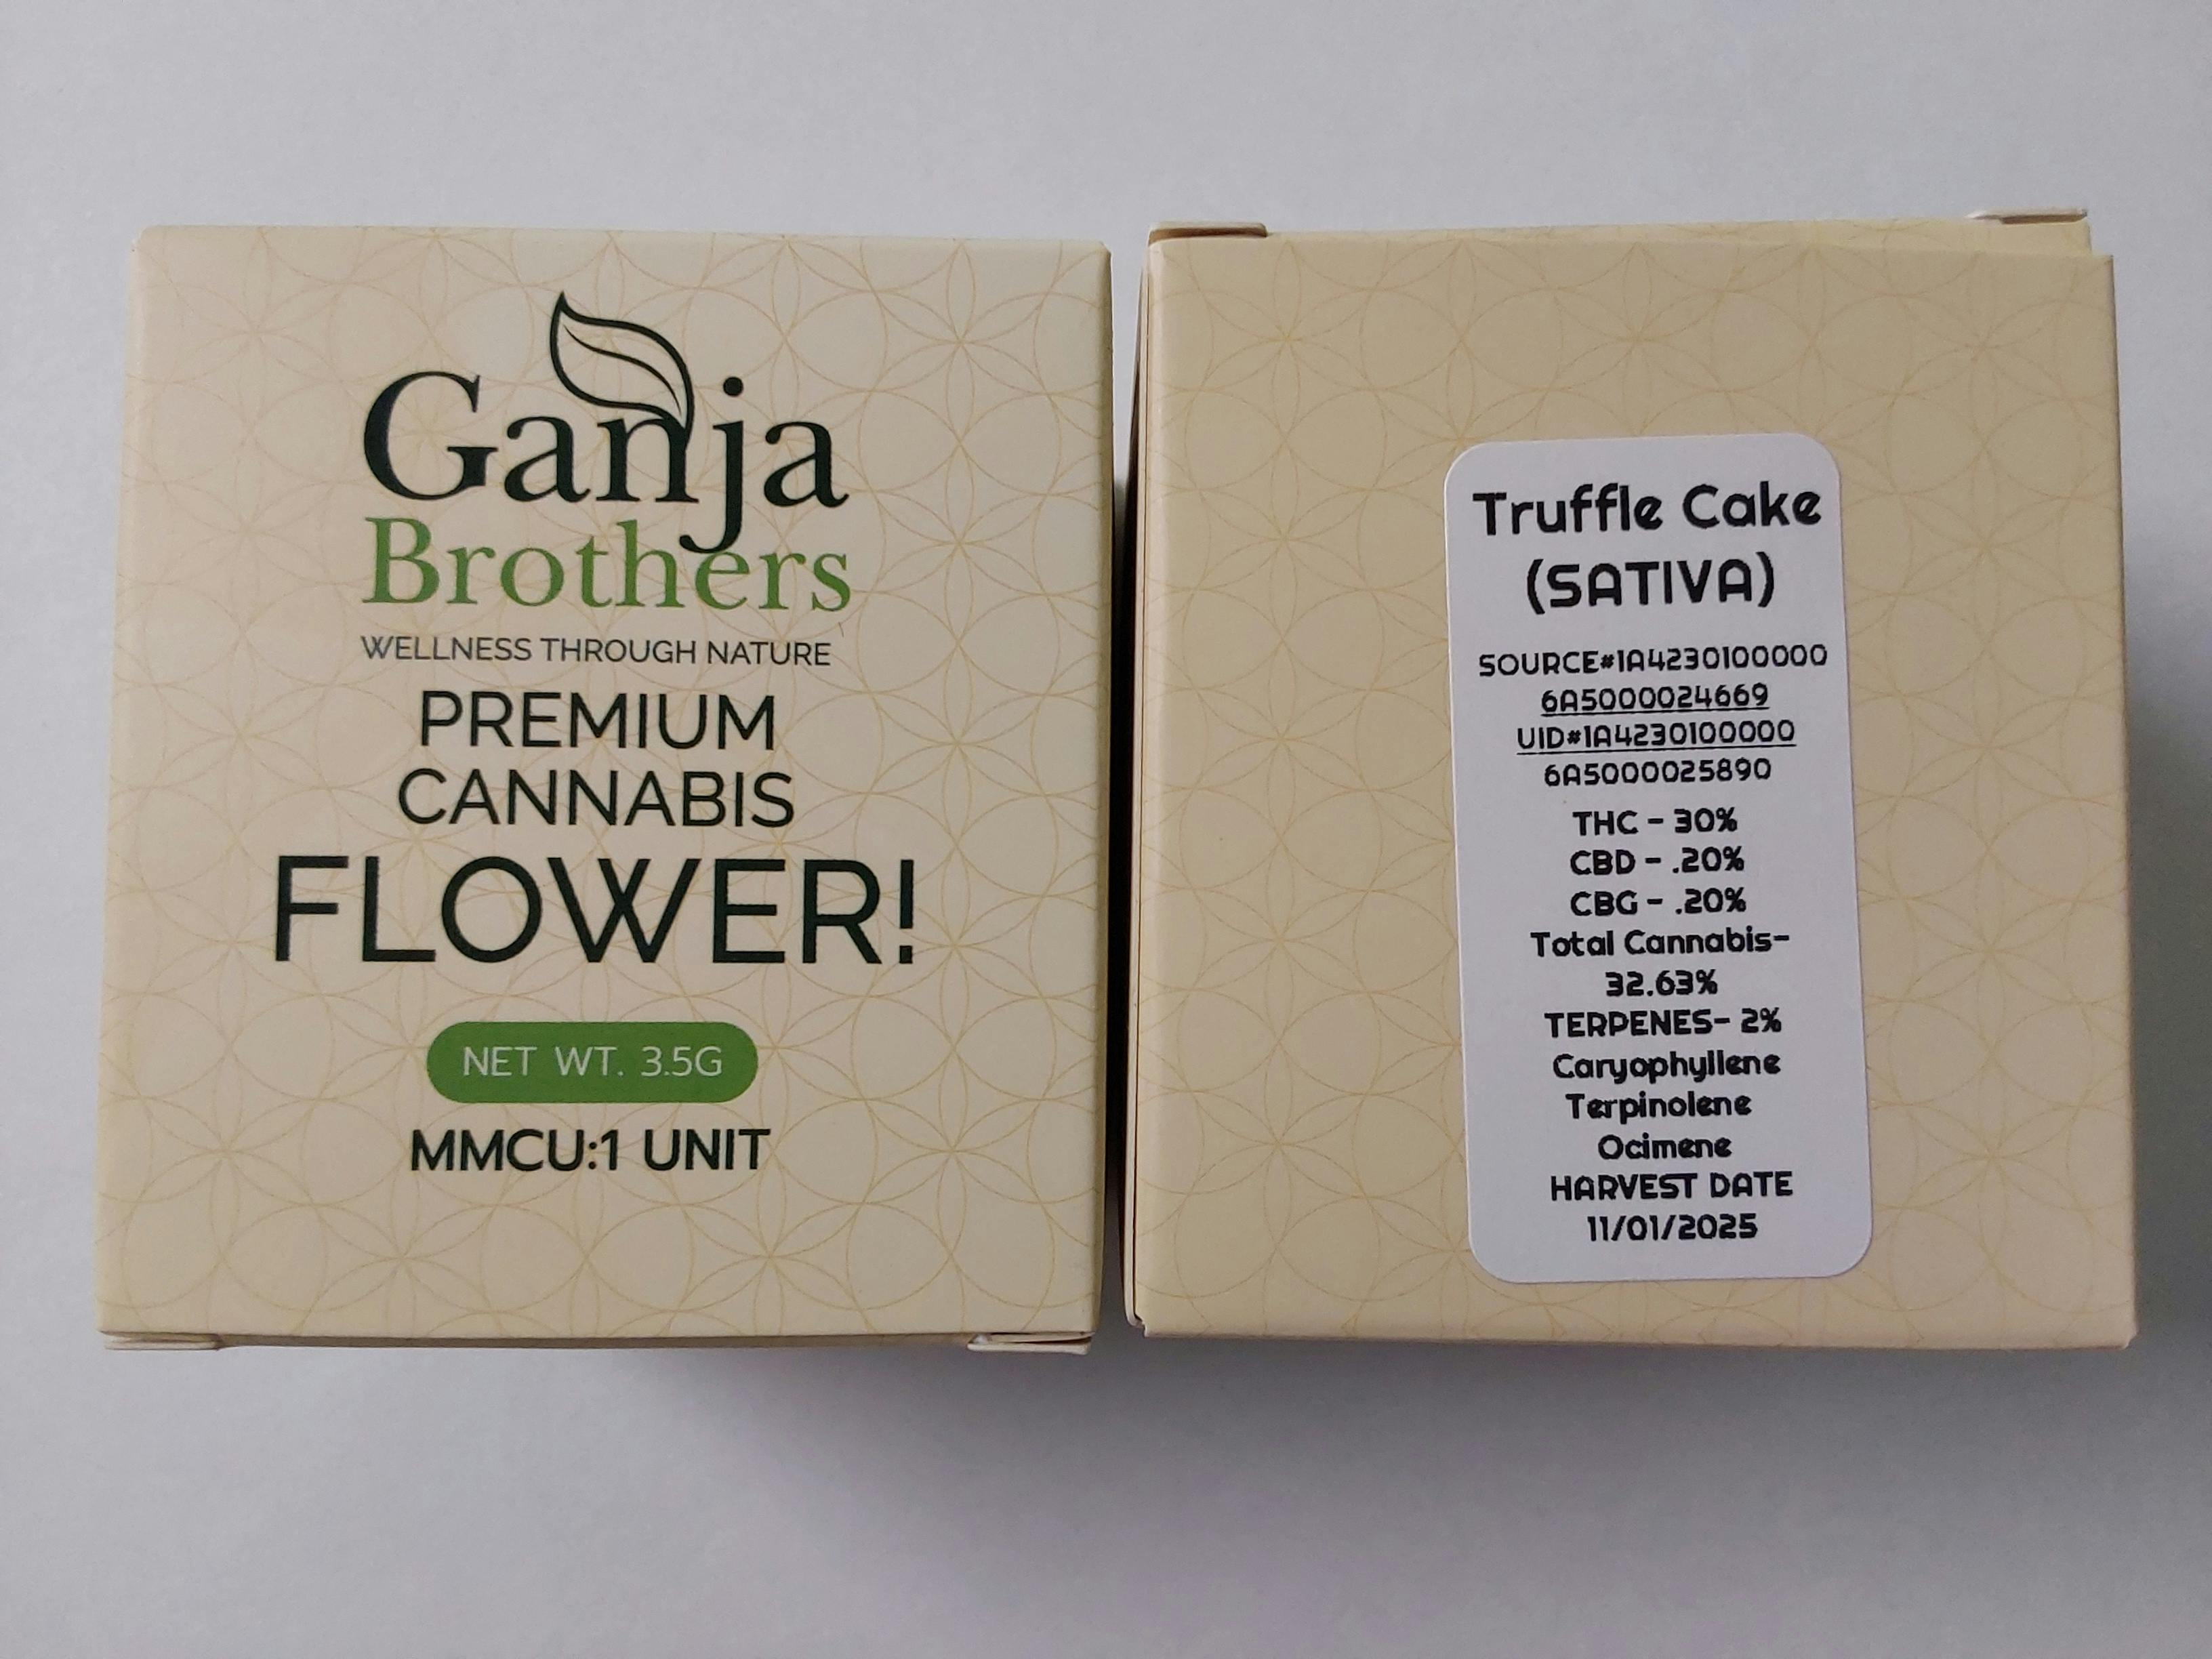 Ganja
Brothers
WELLNESS THROUGH NATURE
PREMIUM
CANNABIS
FLOWER!
NET WT. 3.5G
MMCU:1 UNIT
Truffle Cake
(SATIVA)
SOURCE#1A4230100000
6A5000024669
UID#1A4230100000
6A5000025890
THC - 30%
CBD - .20%
CBG - .20%
Total Cannabis-
32.63%
TERPENES- 2%
Caryophyllene
Terpinolene
Ocimene
HARVEST DATE
11/01/2025